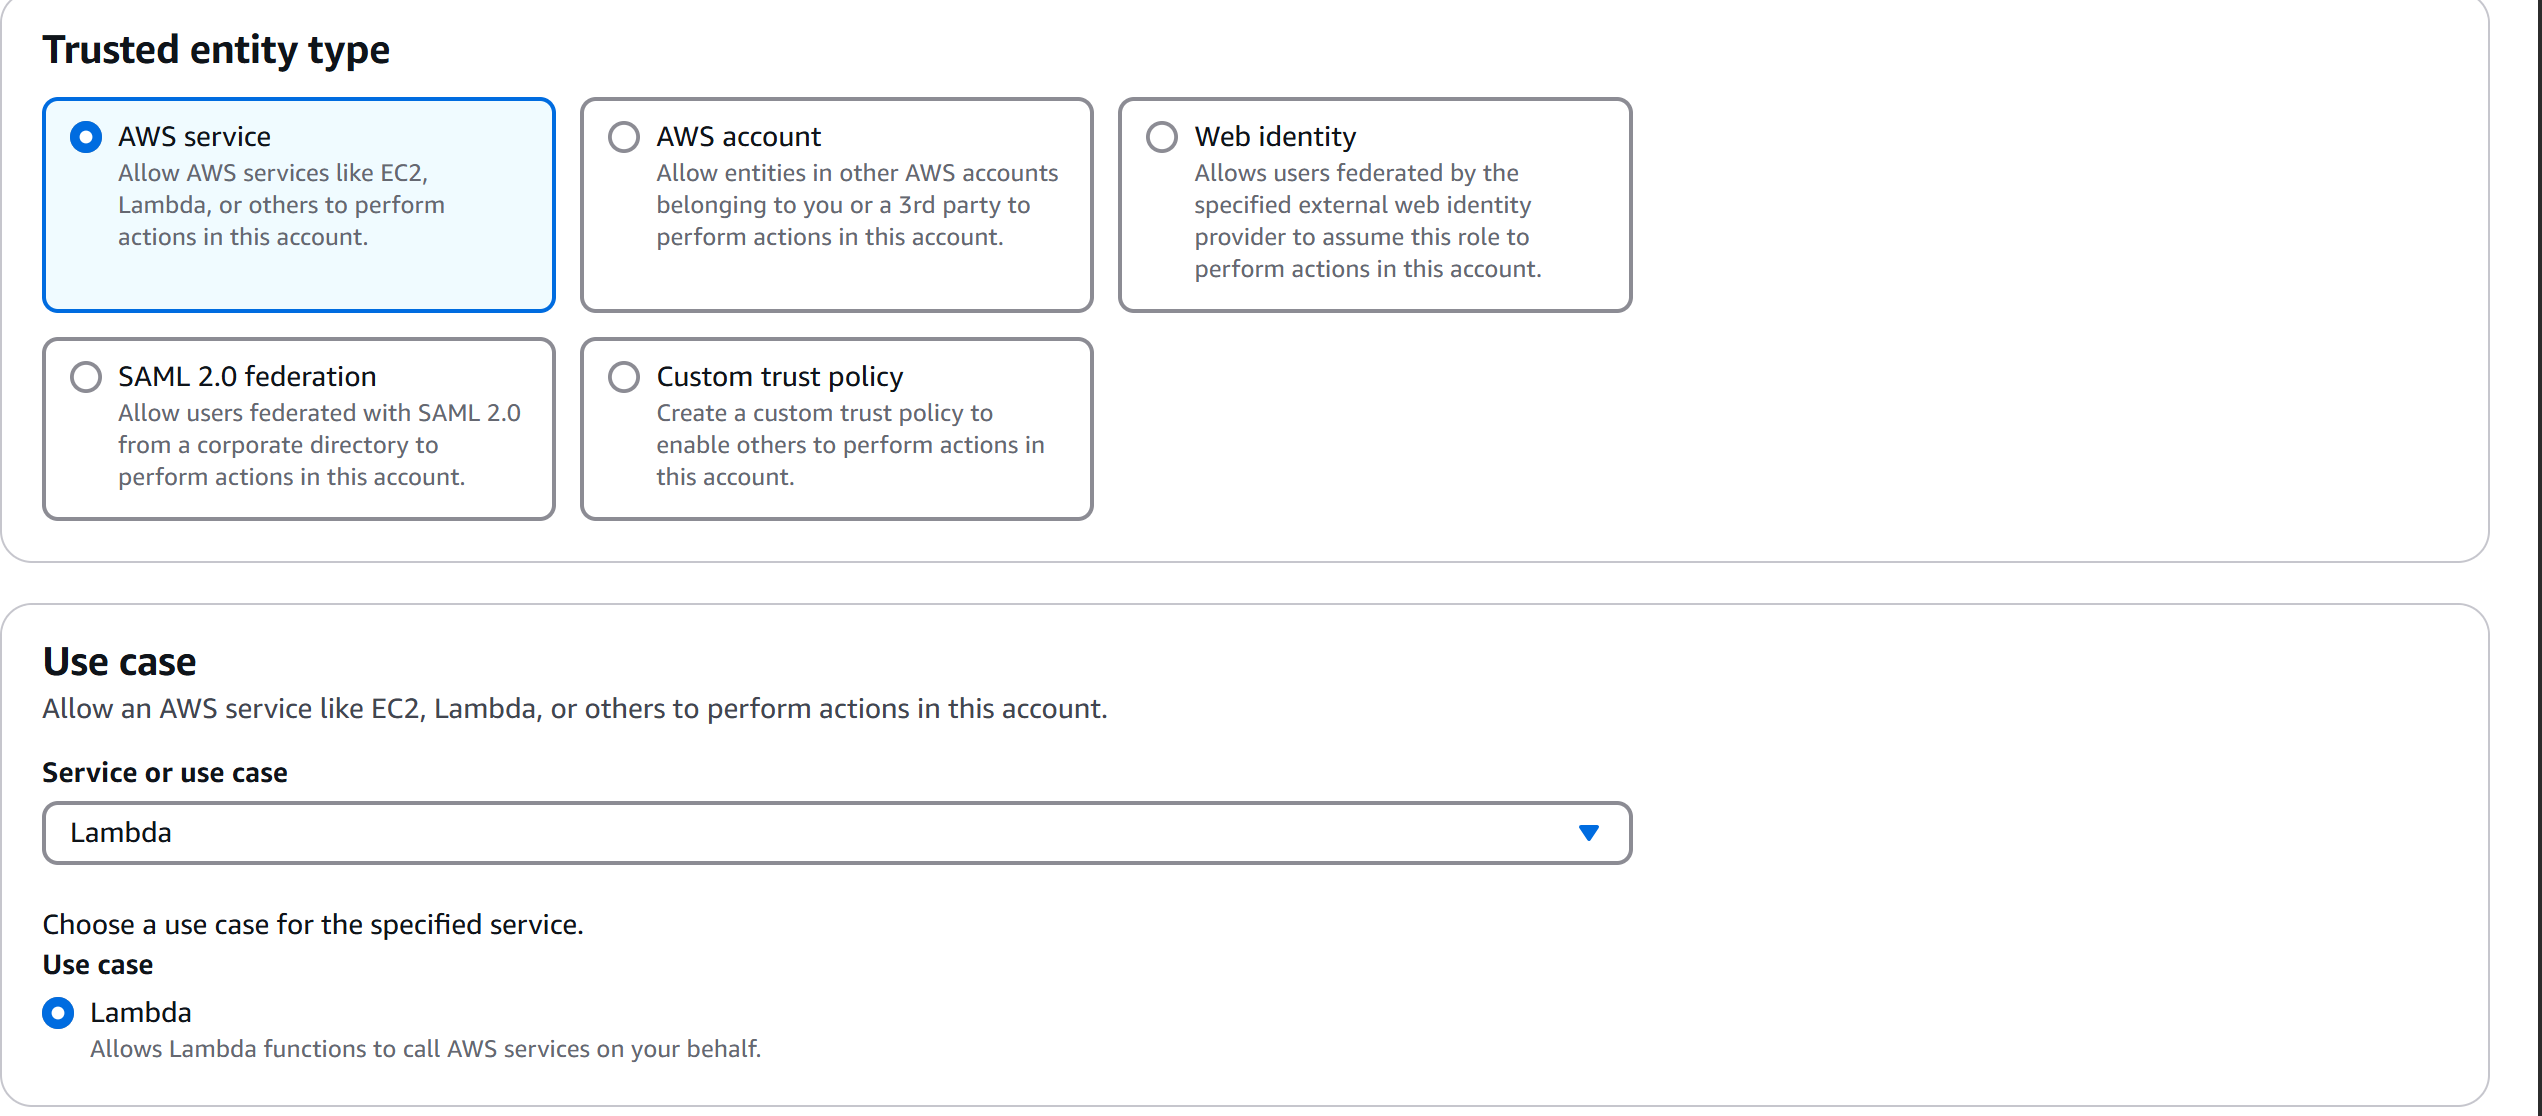 Trusted entity type
AWS service
Allow AWS services like EC2,
Lambda, or others to perform
actions in this account.
AWS account
Allow entities in other AWS accounts
belonging to you or a 3rd party to
perform actions in this account.
Web identity
Allows users federated by the
specified external web identity
provider to assume this role to
perform actions in this account.
SAML 2.0 federation
Allow users federated with SAML 2.0
from a corporate directory to
perform actions in this account.
Custom trust policy
Create a custom trust policy to
enable others to perform actions in
this account.
Use case
Allow an AWS service like EC2, Lambda, or others to perform actions in this account.
Service or use case
Lambda
Choose a use case for the specified service.
Use case
Lambda
Allows Lambda functions to call AWS services on your behalf.